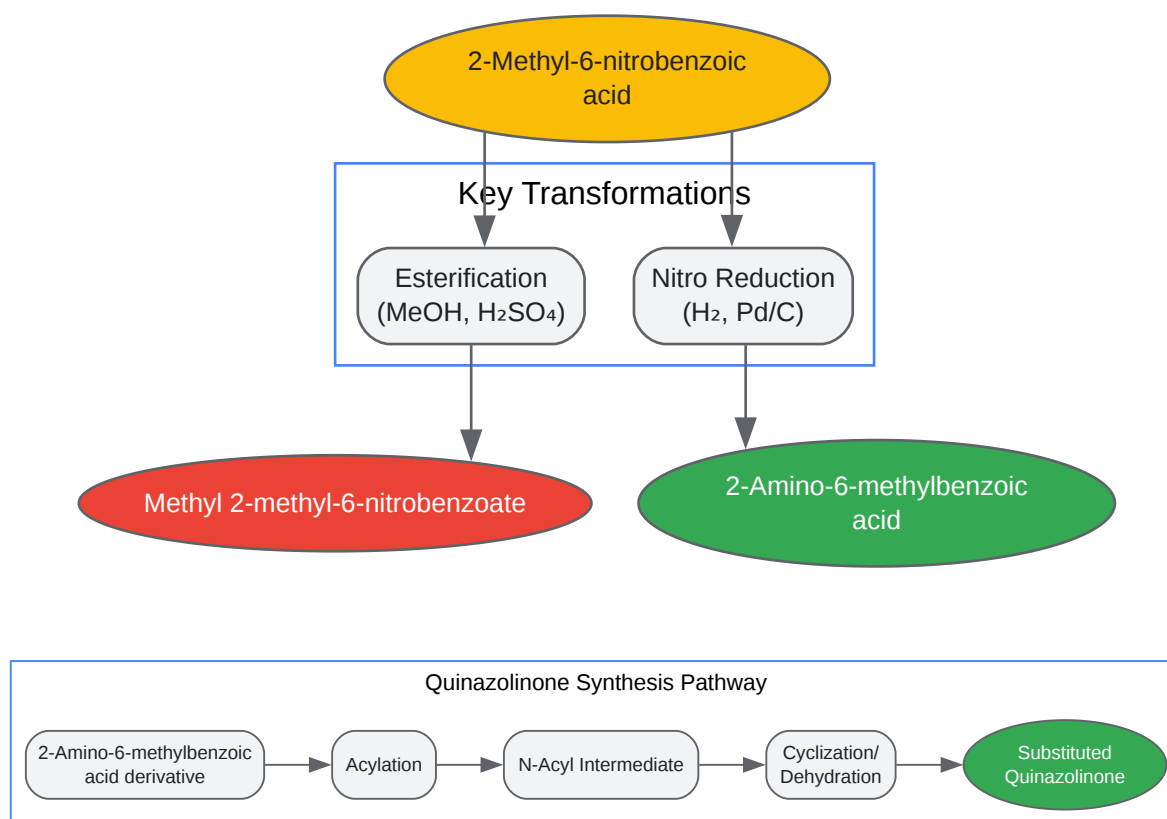 2-Methyl-6-nitrobenzoic
acid
Key Transformations
Esterification
(MeOH, H₂SO₄)
Nitro Reduction
(H₂, Pd/C)
Methyl 2-methyl-6-nitrobenzoate
2-Amino-6-methylbenzoic
acid
Quinazolinone Synthesis Pathway
2-Amino-6-methylbenzoic
acid derivative
Acylation
N-Acyl Intermediate
Cyclization/
Dehydration
Substituted
Quinazolinone